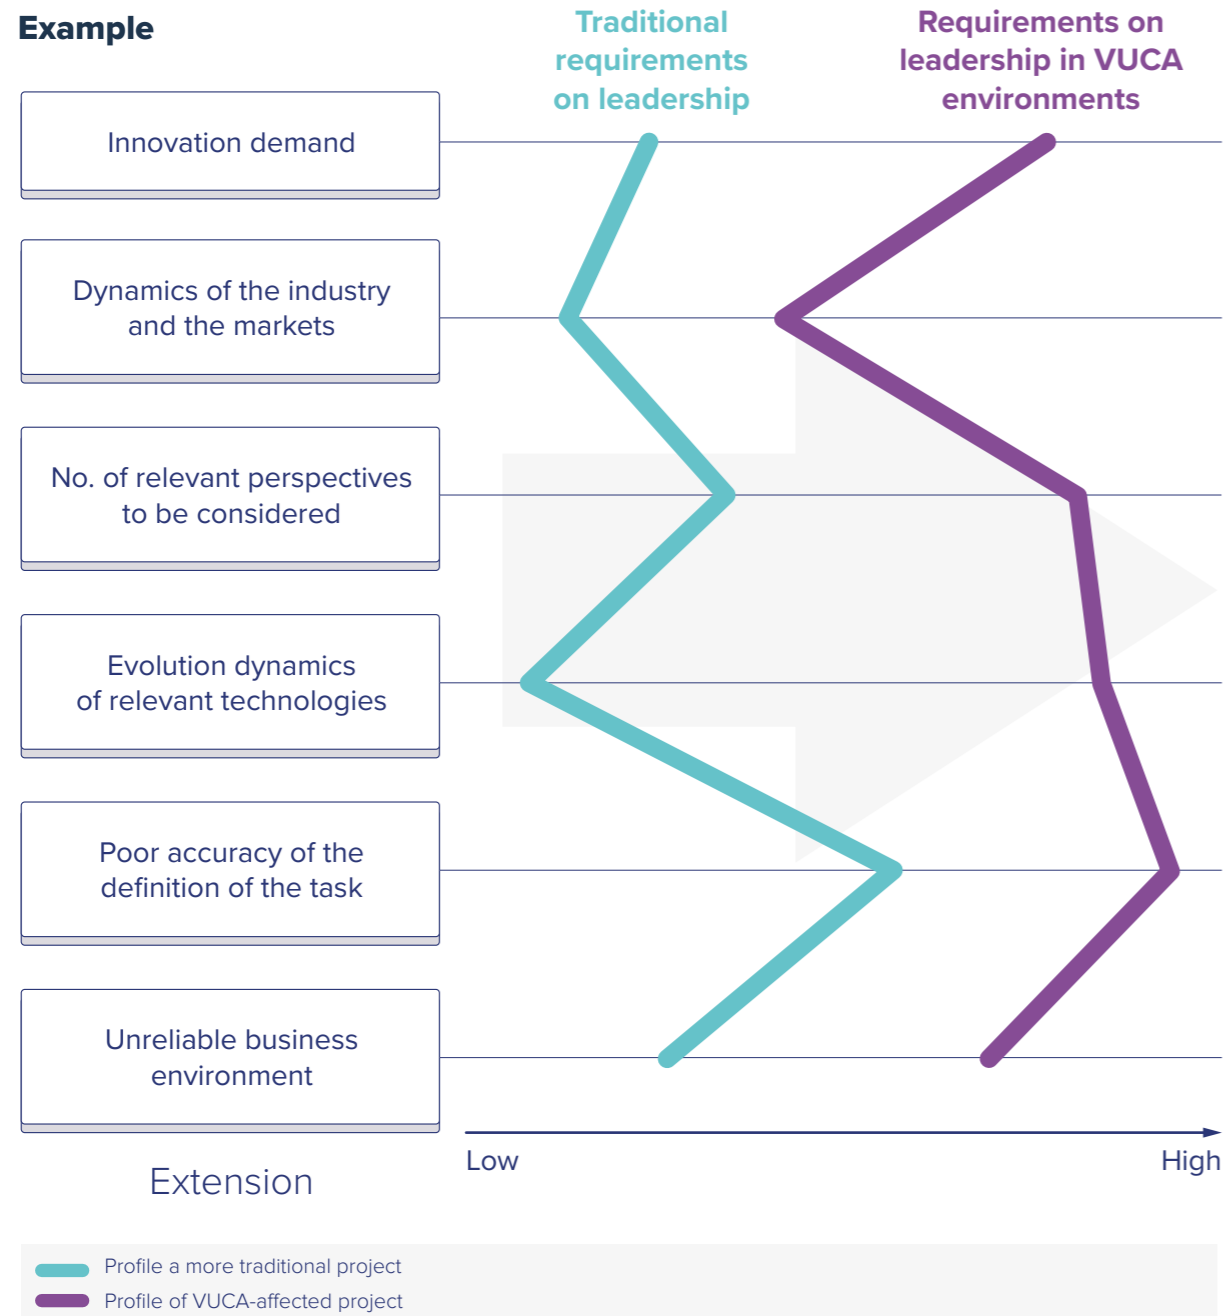 Example
Traditional
requirements
on leadership
Requirements on
leadership in VUCA
environments
Innovation demand
Dynamics of the industry
and the markets
No. of relevant perspectives
to be considered
Evolution dynamics
of relevant technologies
Poor accuracy of the
definition of the task
Unreliable business
environment
Extension
Low
High
Profile a more traditional project
Profile of VUCA-affected project